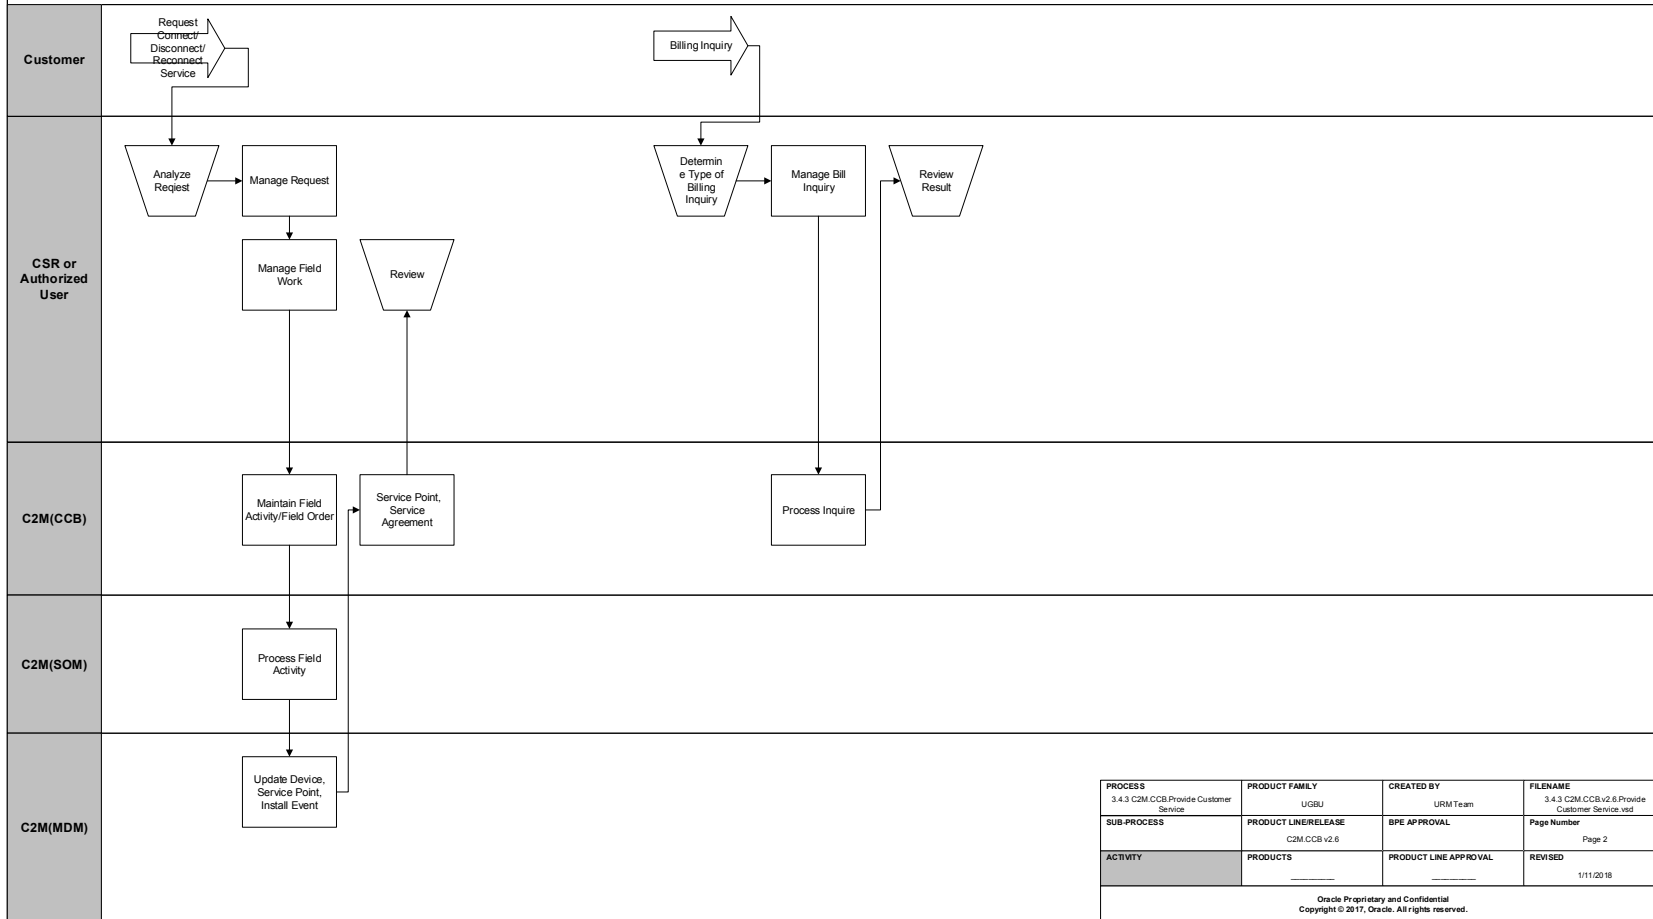 Customer
Request
Connect/
Disconnect/
Reconnect
Service
Billing Inquiry
CSR or
Authorized
User
Analyze
Reqiest
Manage Request
Manage Field
Work
Review
Determin
e Type of
Billing
Inquiry
Manage Bill
Inquiry
Review
Result
C2M(CCB)
Maintain Field
Activity/Field Order
Service Point,
Service
Agreement
Process Inquire
C2M(SOM)
Process Field
Activity
C2M(MDM)
Update Device,
Service Point,
Install Event
PROCESS
3.4.3 C2M.CCB.Provide Customer
Service
PRODUCT FAMILY
UGBU
CREATED BY
URM Team
FILENAME
3.4.3 C2M.CCB.v2.6.Provide
Customer Service.vsd
SUB-PROCESS
PRODUCT LINE/RELEASE
C2M.CCB v2.6
BPE APPROVAL
Page Number
Page 2
ACTIVITY
PRODUCTS
PRODUCT LINE APPROVAL
REVISED
1/11/2018
Oracle Proprietary and Confidential
Copyright © 2017, Oracle. All rights reserved.